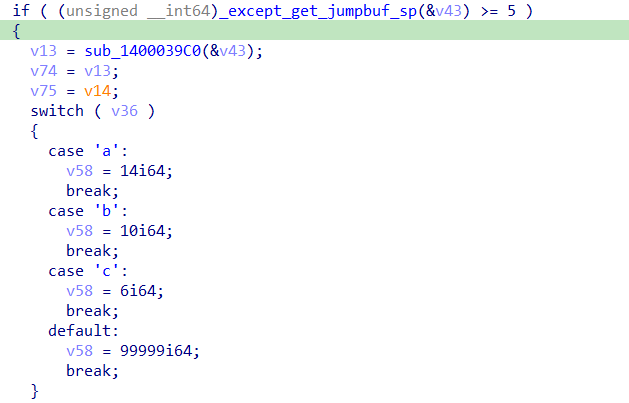 if ( (unsigned __int64)_except_get_jumpbuf_sp(&v43) >= 5 )
{
v13 = sub_1400039C0(&v43);
v74 = v13;
v75 = v14;
switch ( v36 )
{
case 'a':
v58 = 14i64;
break;
case 'b':
v58 = 10i64;
break;
case 'c':
v58 = 6i64;
break;
default:
v58 = 99999i64;
break;
}